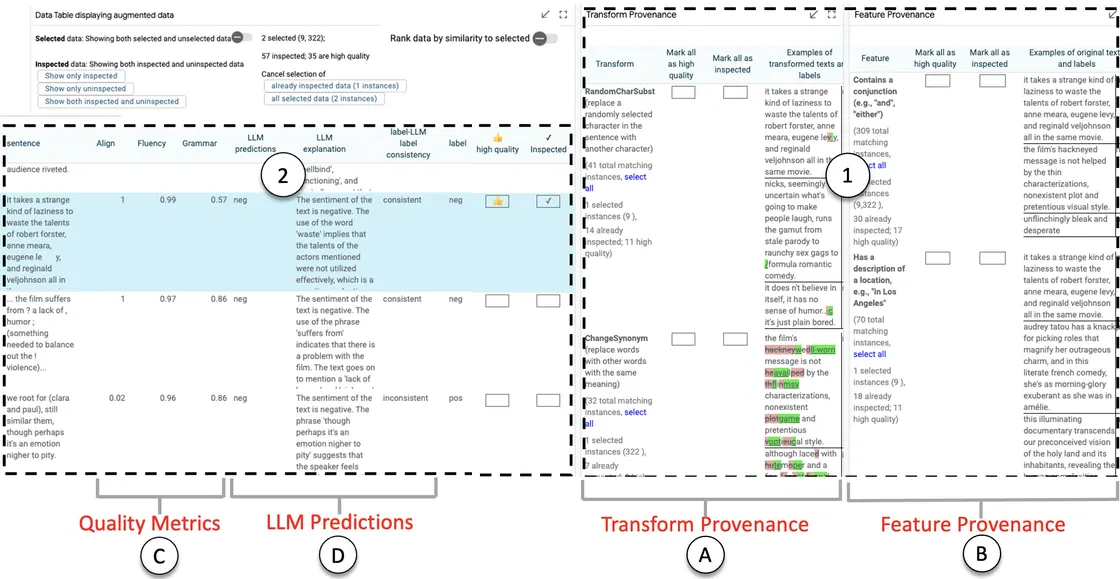 Data Table displaying augmented data
Selected data: Showing both selected and unselected data
2 selected (9, 322);
57 inspected; 35 are high quality
Rank data by similarity to selected
Inspected data: Showing both inspected and uninspected data
Show only inspected
Show only uninspected
Show both inspected and uninspected
Cancel selection of
already inspected data (1 instances)
all selected data (2 instances)
sentence
Align
Fluency
Grammar
LLM
predictions
LLM
explanation
label-LLM
label
consistency
label
👍
high quality
✓
Inspected
audience riveted.
nctioning', and
it takes a strange
kind of laziness to
waste the talents
of robert forster,
anne meara,
eugene le y,
and reginald
veljohnson all in
1
0.99
0.57
neg
The sentiment of the
text is negative. The
use of the word
'waste' implies that
the talents of the
actors mentioned
were not utilized
effectively, which is a
consistent
neg
👍
✓
... the film suffers
from ? a lack of ,
humor ;
(something
needed to balance
out the !
violence)...
1
0.97
0.86
neg
The sentiment of the
text is negative. The
use of the phrase
'suffers from'
indicates that there is
a problem with the
film. The text goes on
to mention a 'lack of
consistent
neg
we root for (clara
and paul), still
similar them,
though perhaps
it's an emotion
nigher to pity.
0.02
0.96
0.86
neg
The sentiment of the
text is negative. The
phrase 'though
perhaps it's an
emotion nigher to
pity' suggests that
the speaker feels
inconsistent
pos
2
Quality Metrics
C
LLM Predictions
D
Transform Provenance
Transform
Mark all
as high
quality
Mark all as
inspected
Examples of
transformed texts a
labels
RandomCharSubst
(replace a
randomly selected
character in the
sentence with
another character)
(41 total matching
instances, select
all
1 selected
instances (9 ),
14 already
inspected; 11 high
quality)
it takes a strange
kind of laziness to
waste the talents of
robert forster, anne
meara, eugene levy,
and reginald
veljohnson all in th
same movie.
nicks, seemingly
uncertain what's
going to make
people laugh, runs
the gamut from
stale parody to
raunchy sex gags to
formula romantic
comedy.
it does n't believe in
itself, it has no
sense of humor..
it's just plain bored.
ChangeSynonym
(replace words
with other words
with the same
meaning)
(32 total matching
instances, select
all
1 selected
instances (322 ),
7 already
the film's
hackneywedll-worn
message is not
by the
characterizations,
nonexistent
plotgame and
pretentious
style.
although laced with
and a
Transform Provenance
A
1
Feature Provenance
Feature
Mark all as
high quality
Mark all as
inspected
Examples of original text
and labels
Contains a
conjunction
(e.g., "and",
"either")
(309 total
matching
instances,
select all
selected
instances
(9,322 ),
30 already
inspected; 17
high quality)
it takes a strange kind of
laziness to waste the
talents of robert forster,
anne meara, eugene levy,
and reginald veljohnson
all in the same movie.
the film's hackneyed
message is not helped
by the thin
characterizations,
nonexistent plot and
pretentious visual style.
unflinchingly bleak and
desperate
Has a
description of
a location,
e.g., "in Los
Angeles"
(70 total
matching
instances,
select all
1 selected
instances (9 ),
18 already
inspected; 11
high quality)
it takes a strange kind of
laziness to waste the
talents of robert forster,
anne meara, eugene levy,
and reginald veljohnson
all in the same movie.
audrey tatou has a knack
for picking roles that
magnify her outrageous
charm, and in this
literate french comedy,
she's as morning-glory
exuberant as she was in
amélie.
this illuminating
documentary transcends
our preconceived vision
of the holy land and its
inhabitants, revealing the
Feature Provenance
B